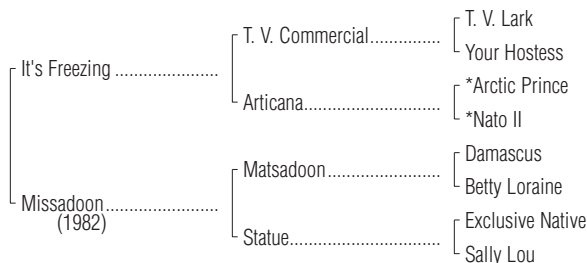 T. V. Lark
T. V. Commercial
Your Hostess
It's Freezing
*Arctic Prince
Articana
*Nato II
Damascus
Matsadoon
Betty Loraine
Missadoon
(1982)
Exclusive Native
Statue
Sally Lou